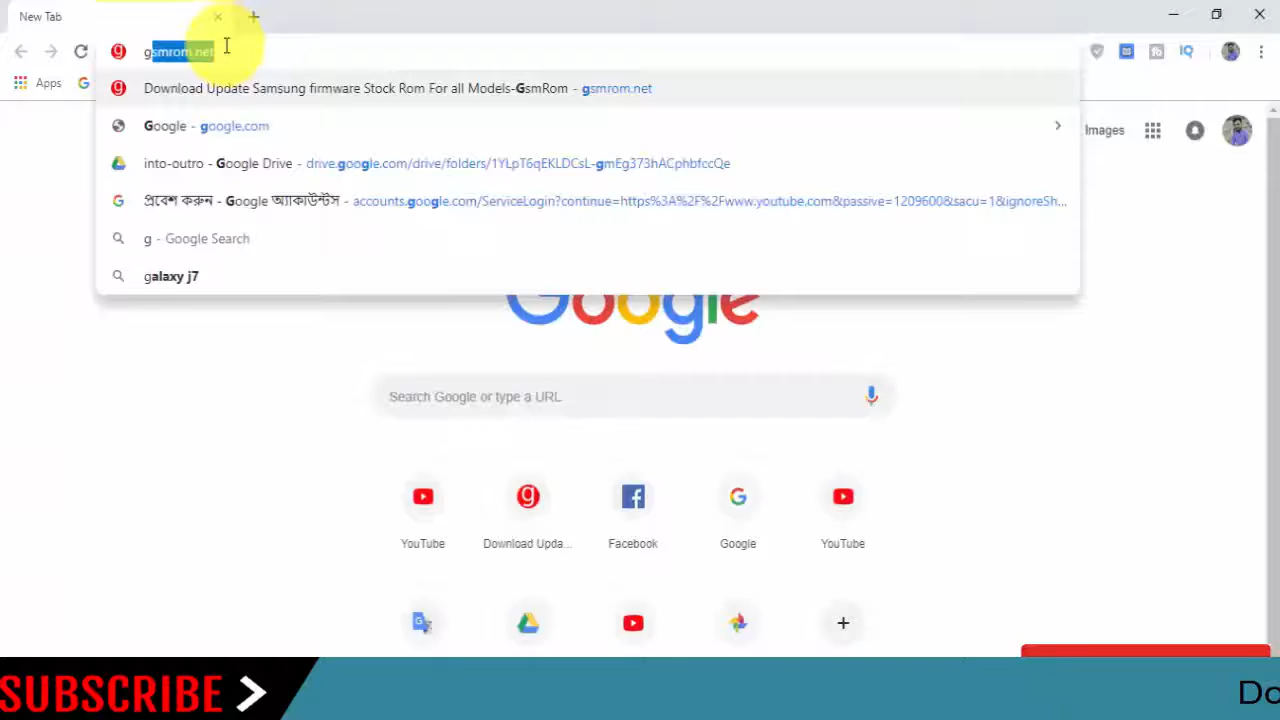 New Tab
gsmrom.net
Apps
Download Update Samsung firmware Stock Rom For all Models-GsmRom - gsmrom.net
Google - google.com
into-outro - Google Drive - drive.google.com/drive/folders/1YLpT6qEKLDCsL-gmEg373hACphbfccQe
প্রবেশ করুন - Google অ্যাকাউন্টস - accounts.google.com/ServiceLogin?continue=https%3A%2F%2Fwww.youtube.com&passive=1209600&sacu=1&ignoreSh...
g - Google Search
galaxy j7
Images
Google
Search Google or type a URL
YouTube
Download Upda...
Facebook
Google
YouTube
SUBSCRIBE
Do